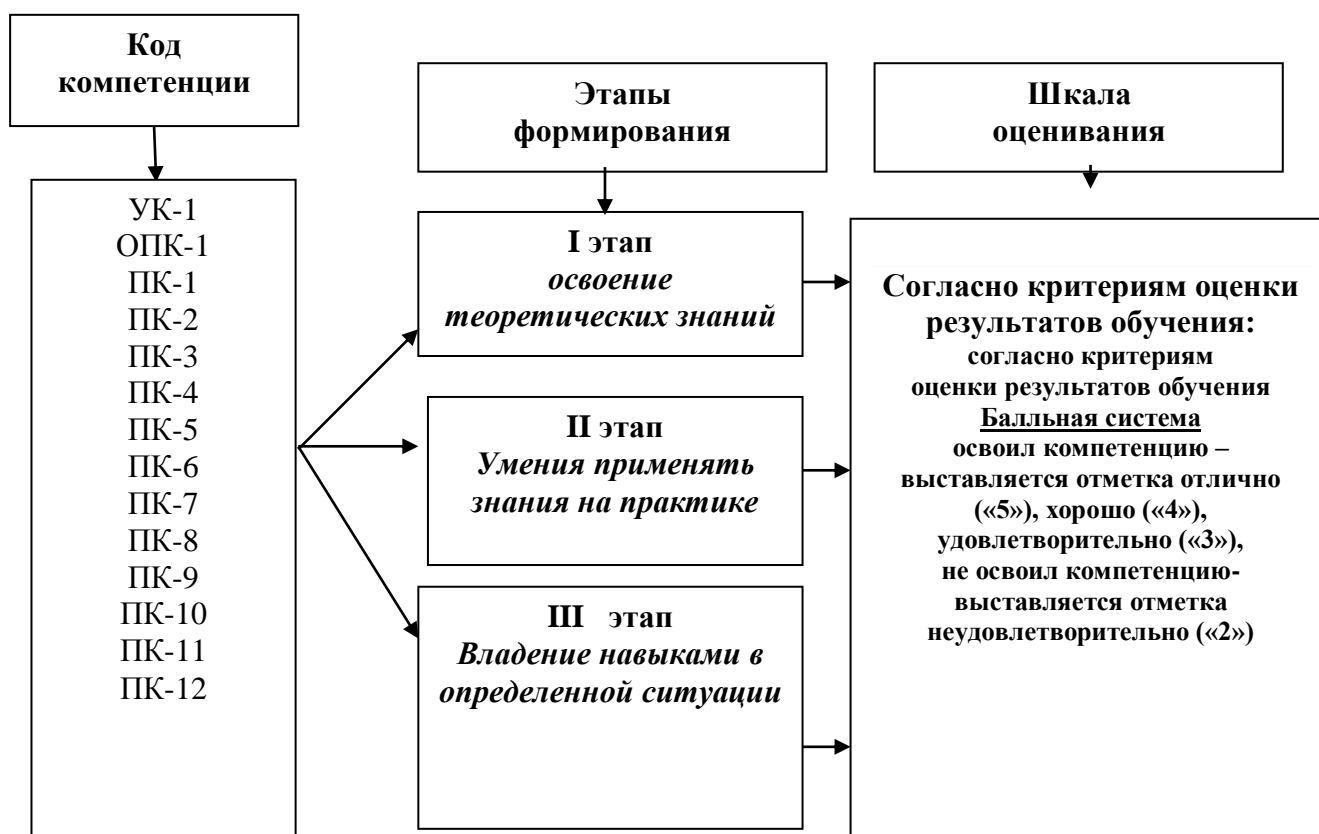 Код
компетенции
Этапы
формирования
Шкала
оценивания
УК-1
ОПК-1
ПК-1
ПК-2
ПК-3
ПК-4
ПК-5
ПК-6
ПК-7
ПК-8
ПК-9
ПК-10
ПК-11
ПК-12
I этап
освоение
теоретических знаний
II этап
Умения применять
знания на практике
III этап
Владение навыками в
определенной ситуации
Согласно критериям оценки
результатов обучения:
согласно критериям
оценки результатов обучения
Балльная система
освоил компетенцию –
выставляется отметка отлично
(«5»), хорошо («4»),
удовлетворительно («3»),
не освоил компетенцию-
выставляется отметка
неудовлетворительно («2»)